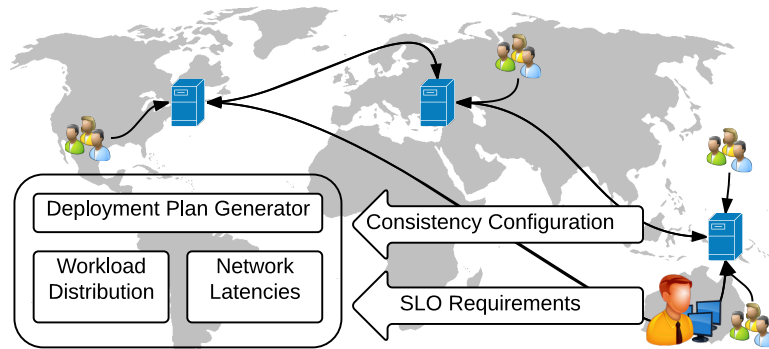 Deployment Plan Generator
Consistency Configuration
Workload
Distribution
Network
Latencies
SLO Requirements